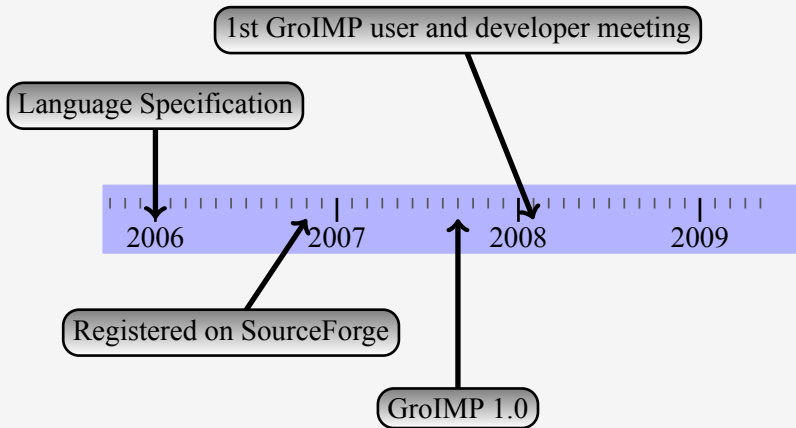 1st GroIMP user and developer meeting
Language Specification
2006 2007 2008 2009
Registered on SourceForge
GroIMP 1.0